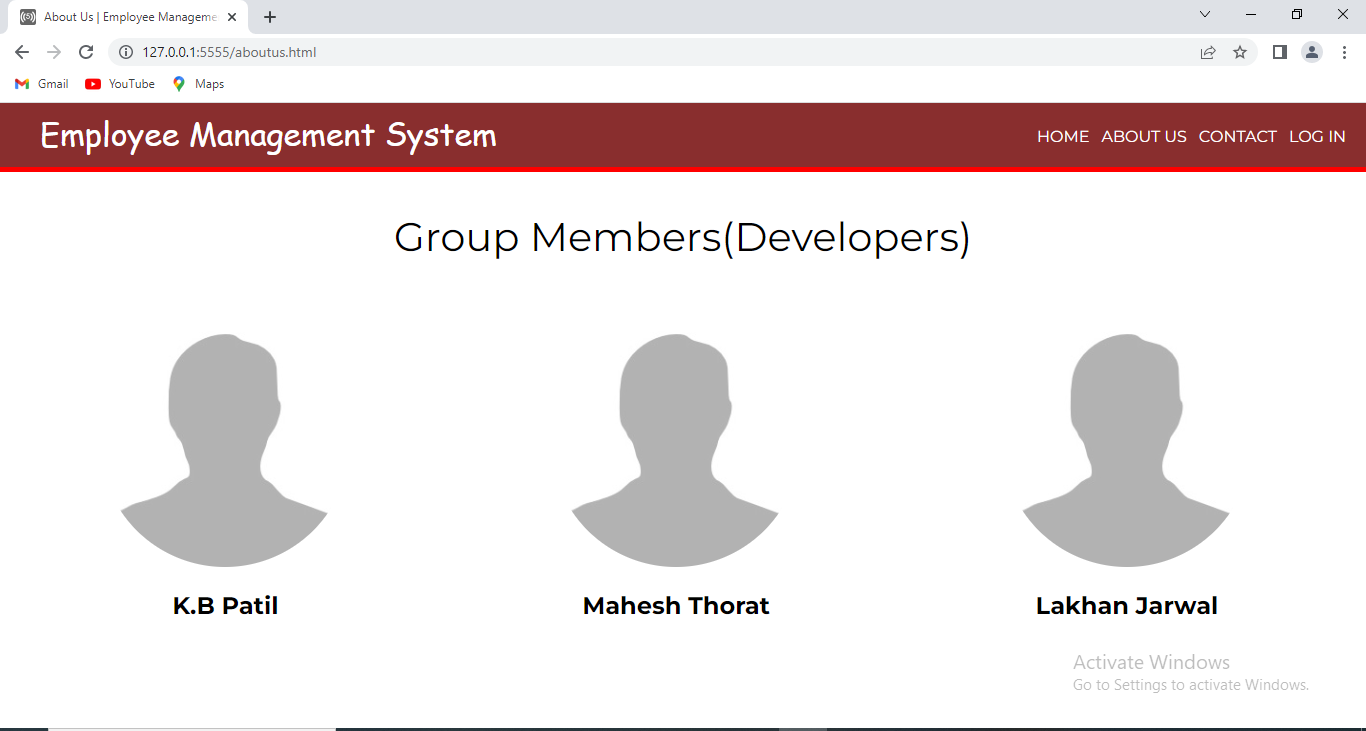 About Us | Employee Manageme
127.0.0.1:5555/aboutus.html
Gmail YouTube Maps
Employee Management System
HOME ABOUT US CONTACT LOG IN
Group Members(Developers)
K.B Patil Mahesh Thorat Lakhan Jarwal
Activate Windows
Go to Settings to activate Windows.